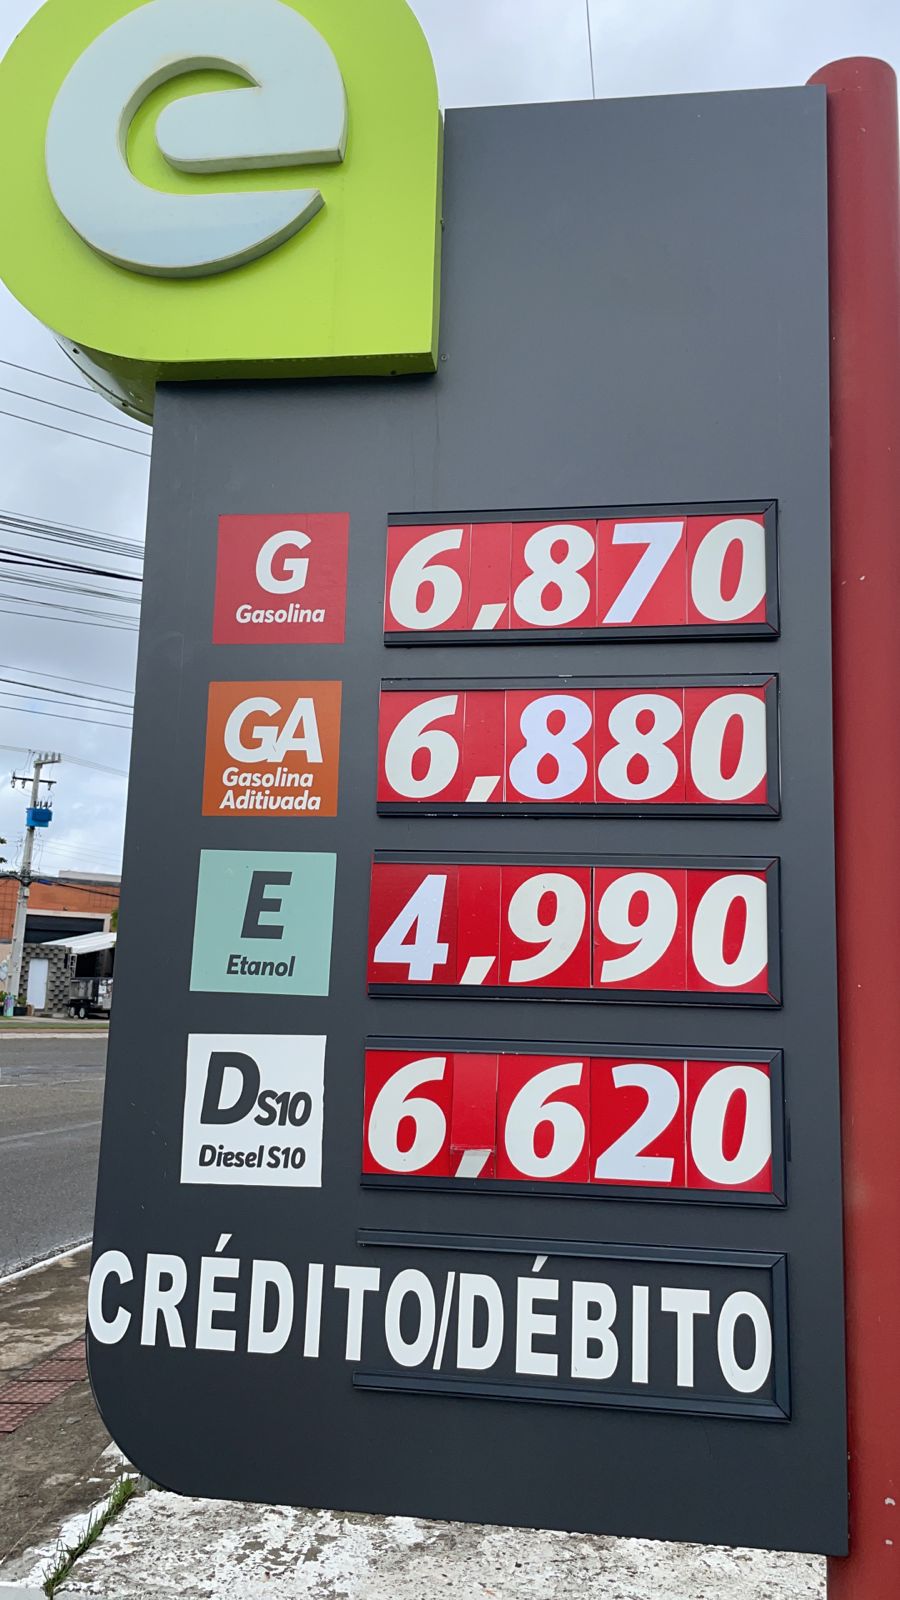 e
G
Gasolina
6,870
GA
Gasolina
Aditivada
6,880
E
Etanol
4,990
DS10
Diesel S10
6,620
CRÉDITO/DÉBITO